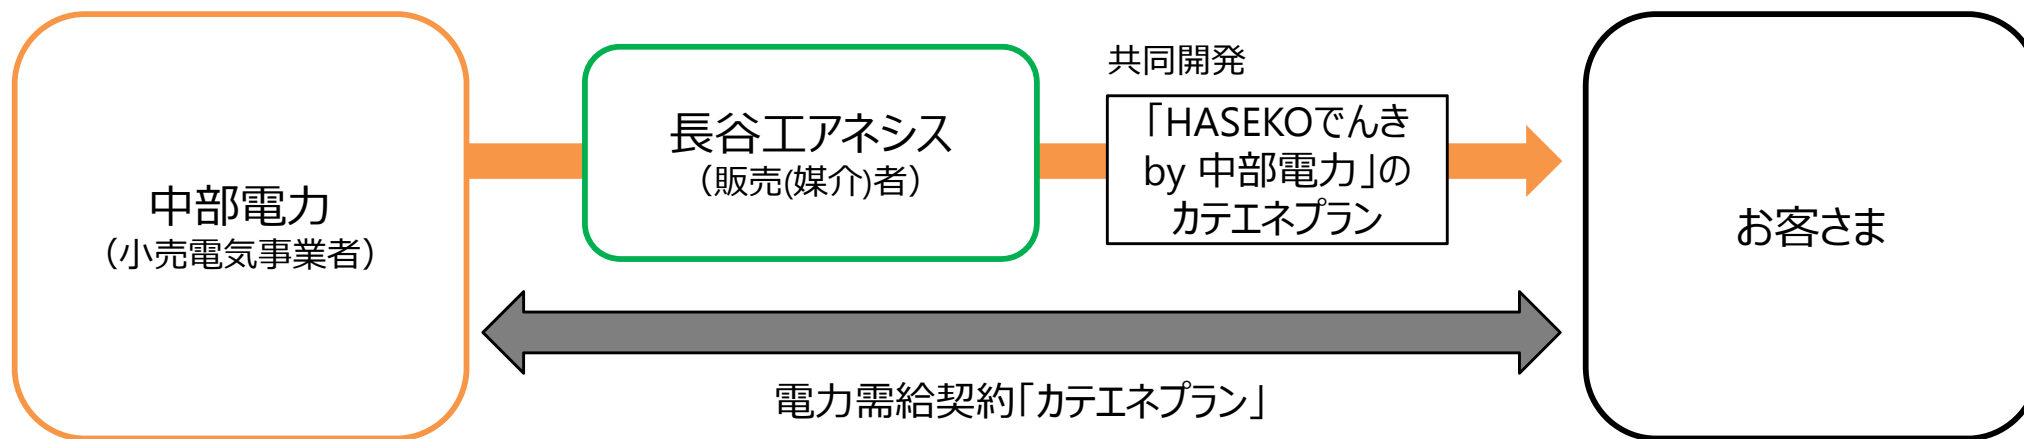 中部電力
（小売電気事業者）
長谷工アネシス
（販売(媒介)者）
共同開発
「HASEKOでんき
by 中部電力」の
カテエネプラン
お客さま
電力需給契約「カテエネプラン」